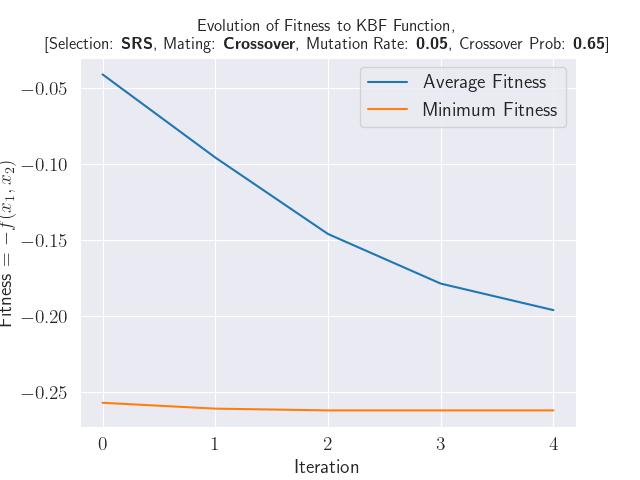 Evolution of Fitness to KBF Function,
[Selection: SRS, Mating: Crossover, Mutation Rate: 0.05, Crossover Prob: 0.65]
Average Fitness
Minimum Fitness
−0.05
−0.10
−0.15
−0.20
−0.25
Fitness = −f(x₁, x₂)
0 1 2 3 4
Iteration